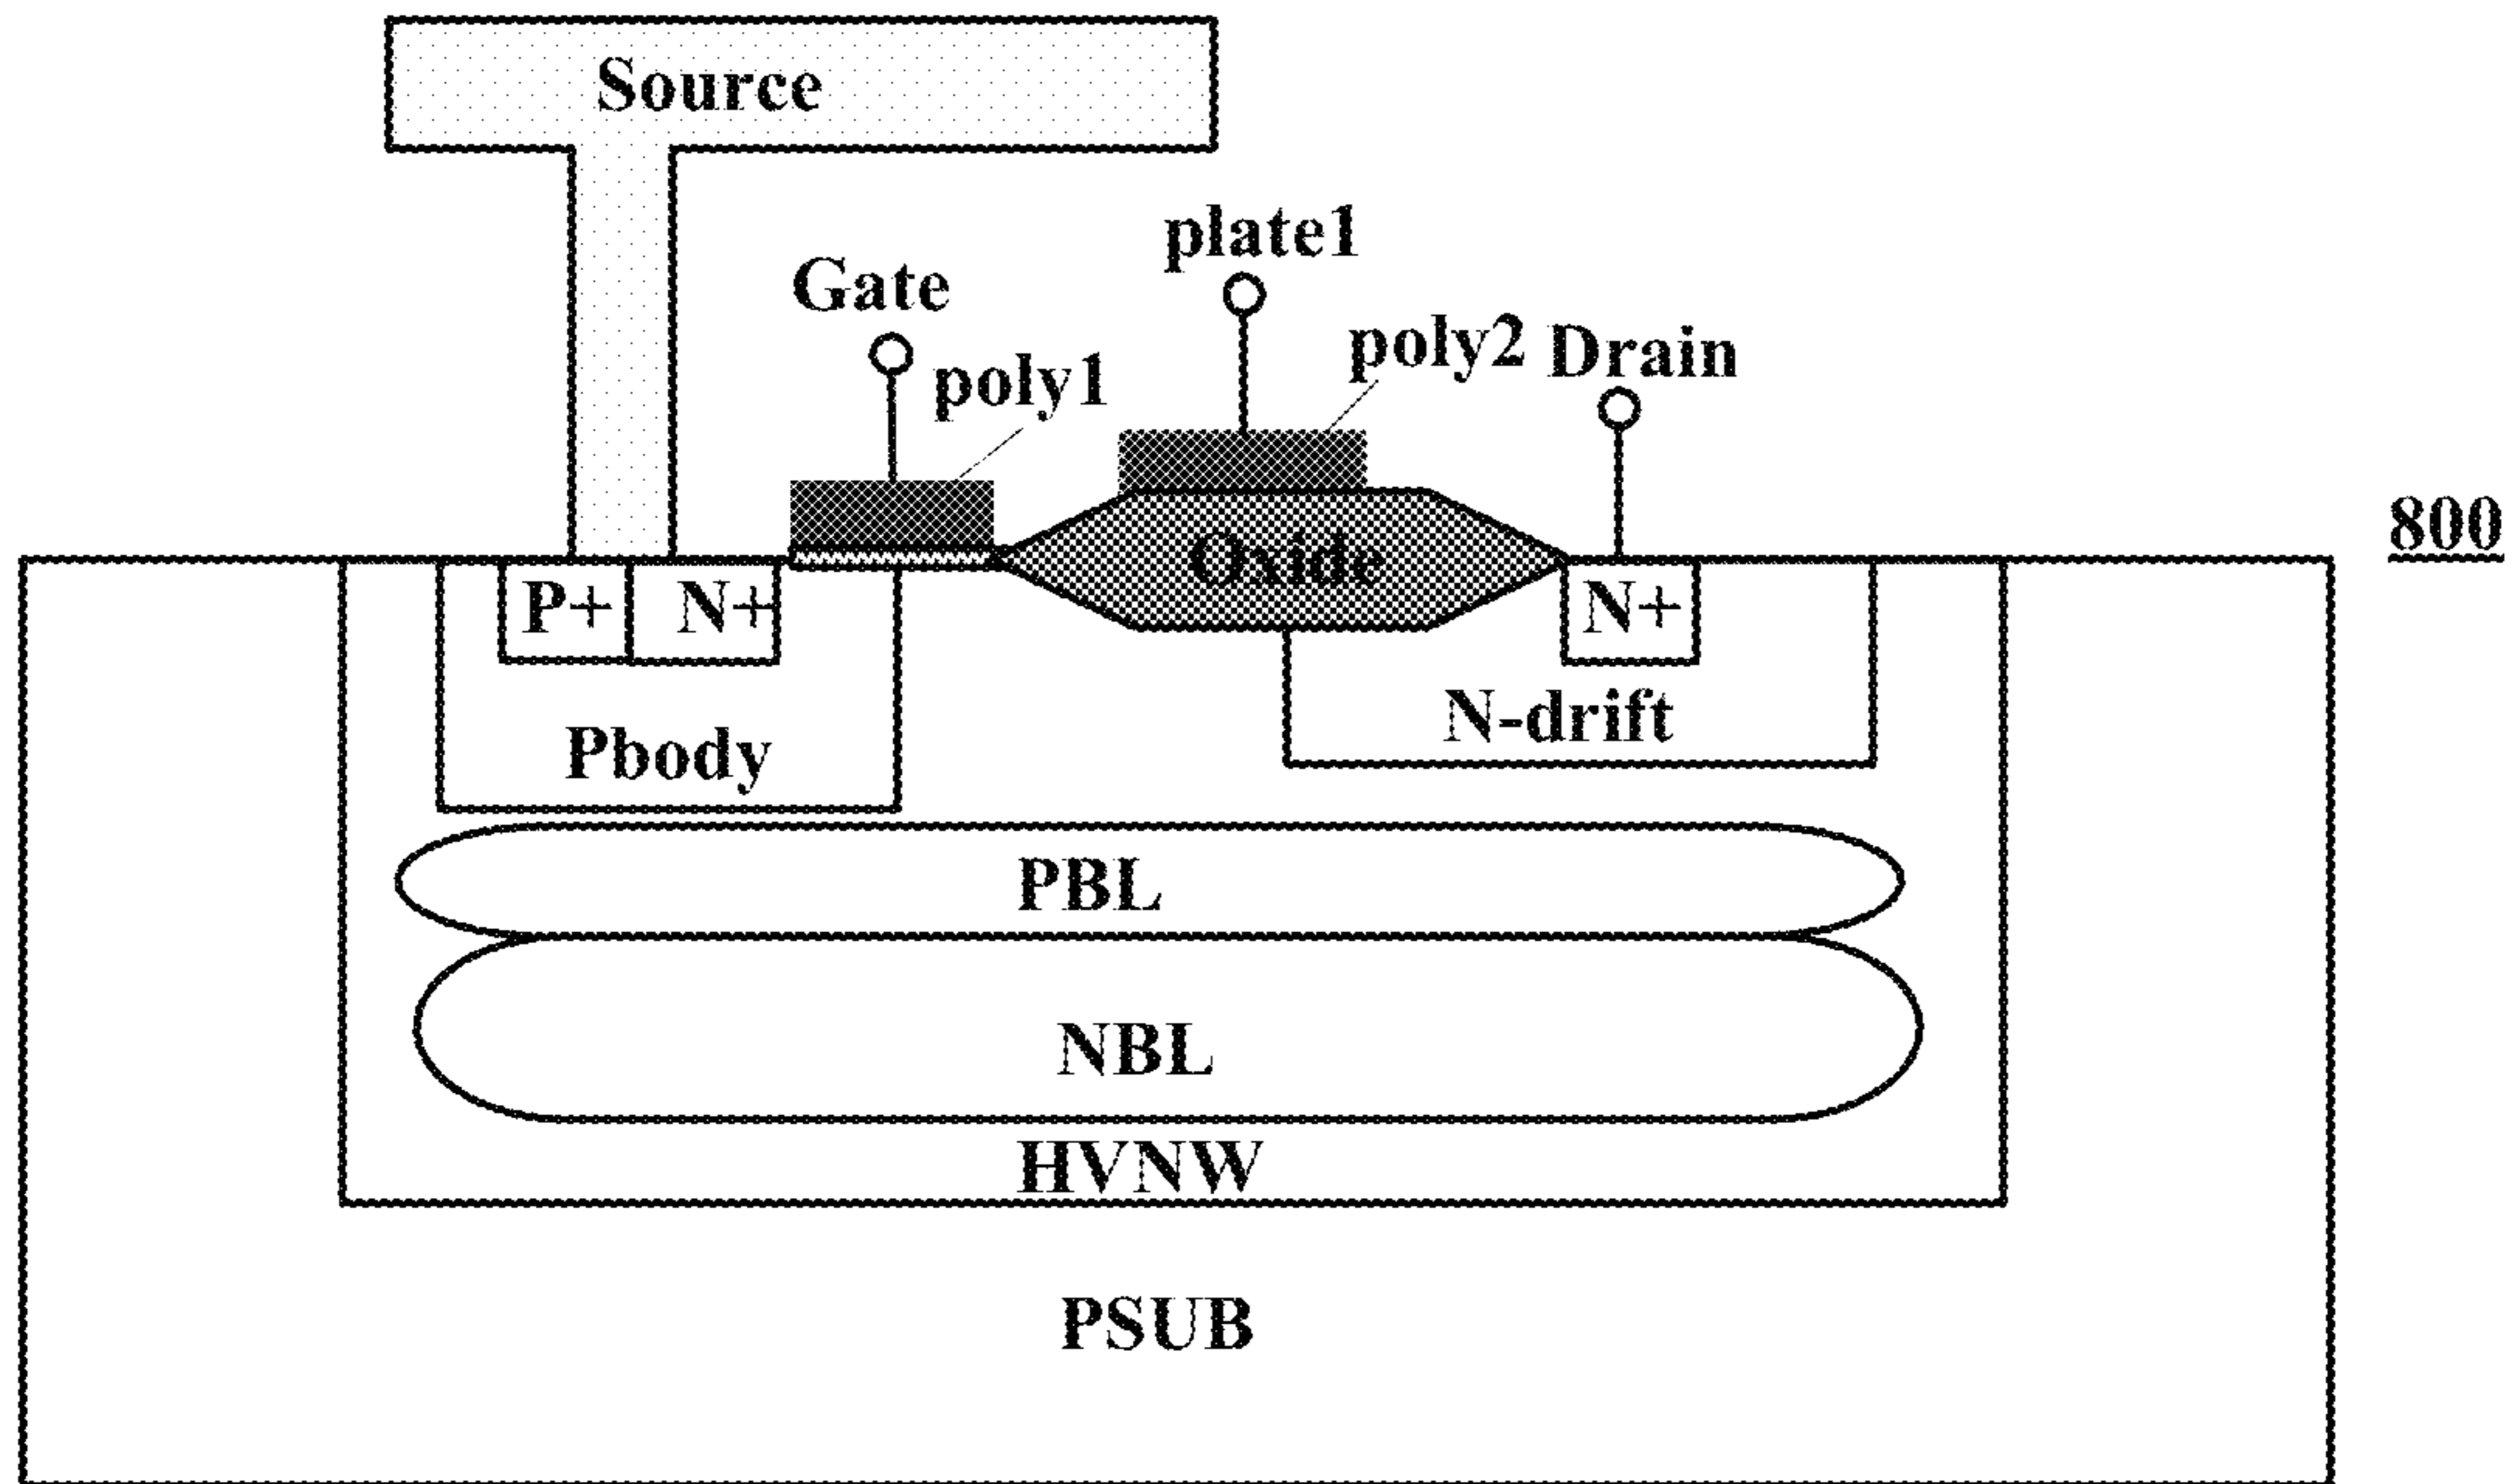 Source
plate1
Gate
poly2
Drain
poly1
800
Oxide
P+
N+
N+
N-drift
Pbody
PBL
NBL
HVNW
PSUB